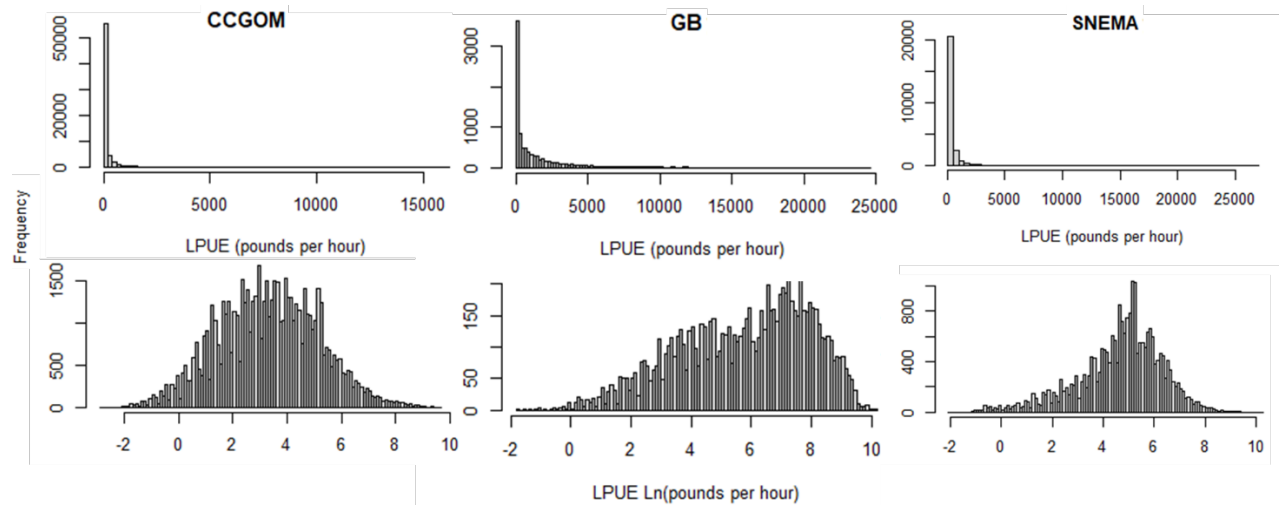 CCGOM GB SNEMA
0 20000 50000
0 1000 3000
0 10000 20000
0 5000 10000 15000
0 5000 10000 15000 20000 25000
0 5000 10000 15000 20000 25000
LPUE (pounds per hour) LPUE (pounds per hour) LPUE (pounds per hour)
Frequency
0 500 1500
0 50 150
0 400 800
-2 0 2 4 6 8 10
-2 0 2 4 6 8 10
-2 0 2 4 6 8 10
LPUE Ln(pounds per hour)